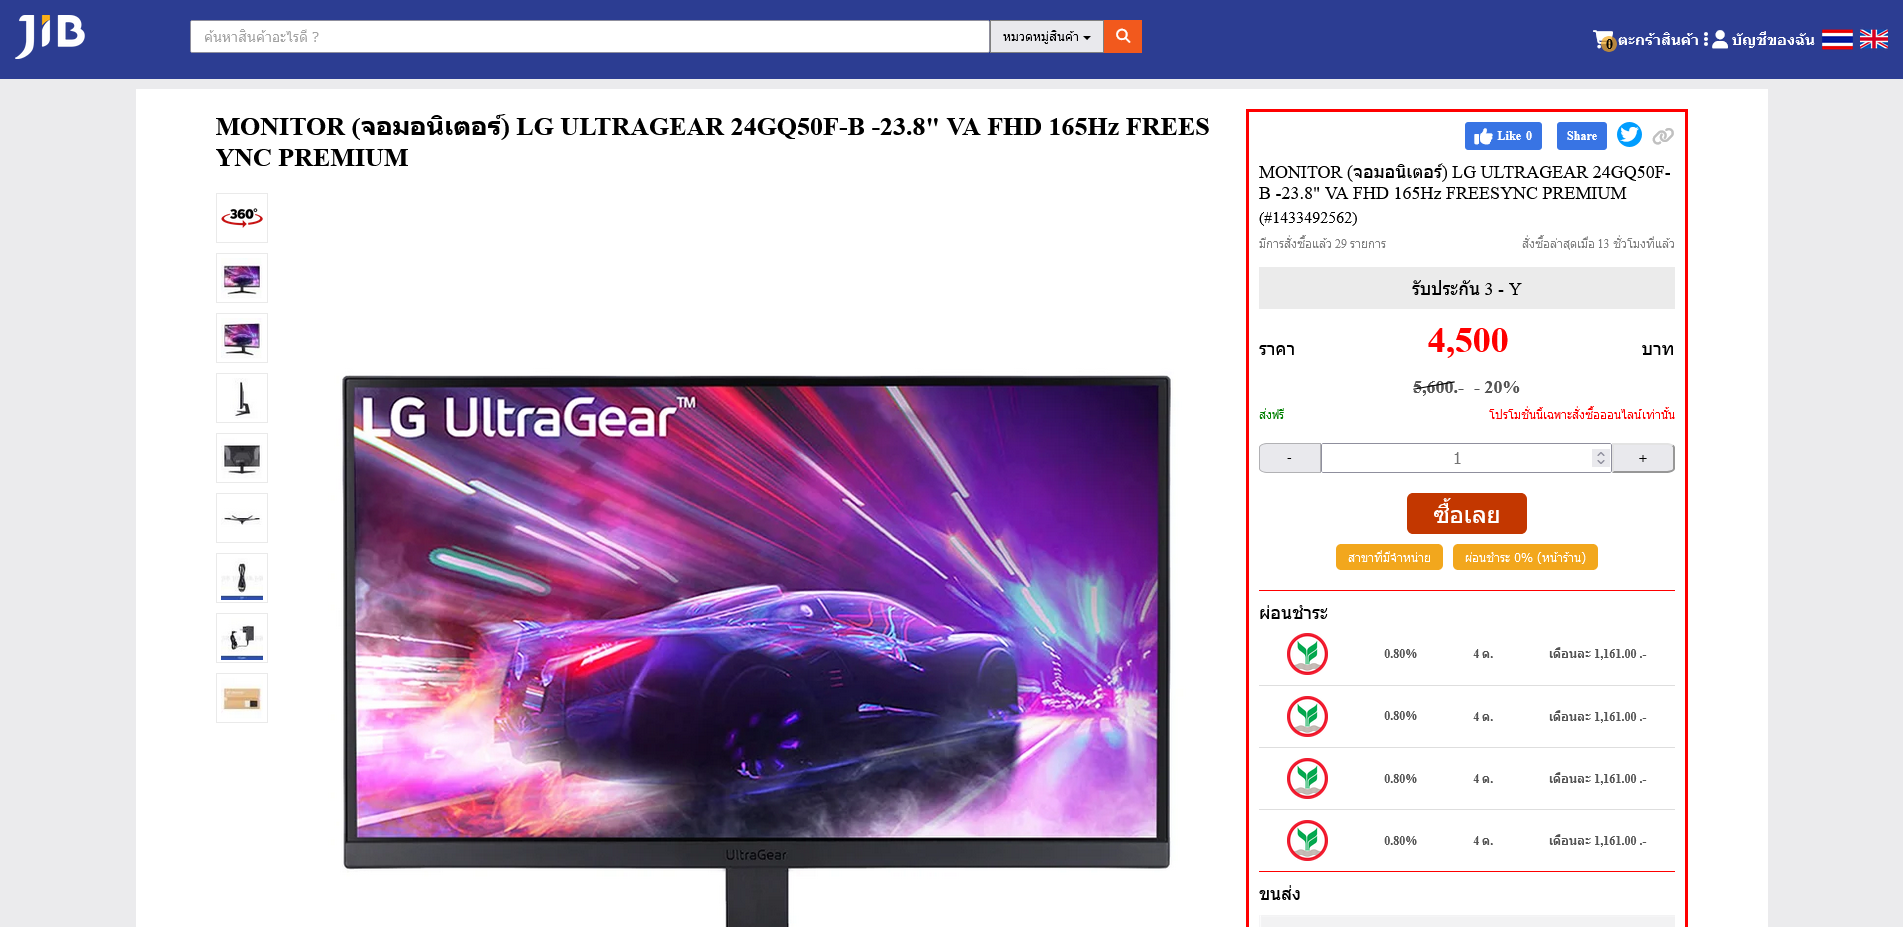 JIB
ค้นหาสินค้าอะไรดี ?
หมวดหมู่สินค้า
0 ตะกร้าสินค้า
บัญชีของฉัน
MONITOR (จอมอนิเตอร์) LG ULTRAGEAR 24GQ50F-B -23.8" VA FHD 165Hz FREES
YNC PREMIUM
360°
LG UltraGear™
UltraGear
Like 0
Share
MONITOR (จอมอนิเตอร์) LG ULTRAGEAR 24GQ50F-
B -23.8" VA FHD 165Hz FREESYNC PREMIUM
(#1433492562)
มีการสั่งซื้อแล้ว 29 รายการ
สั่งซื้อล่าสุดเมื่อ 13 ชั่วโมงที่แล้ว
รับประกัน 3 - Y
ราคา 4,500 บาท
5,600.- - 20%
ส่งฟรี
โปรโมชั่นนี้เฉพาะสั่งซื้อออนไลน์เท่านั้น
- 1 +
ซื้อเลย
สาขาที่มีจำหน่าย
ผ่อนชำระ 0% (หน้าร้าน)
ผ่อนชำระ
0.80% 4 ด. เดือนละ 1,161.00 .-
0.80% 4 ด. เดือนละ 1,161.00 .-
0.80% 4 ด. เดือนละ 1,161.00 .-
0.80% 4 ด. เดือนละ 1,161.00 .-
ขนส่ง